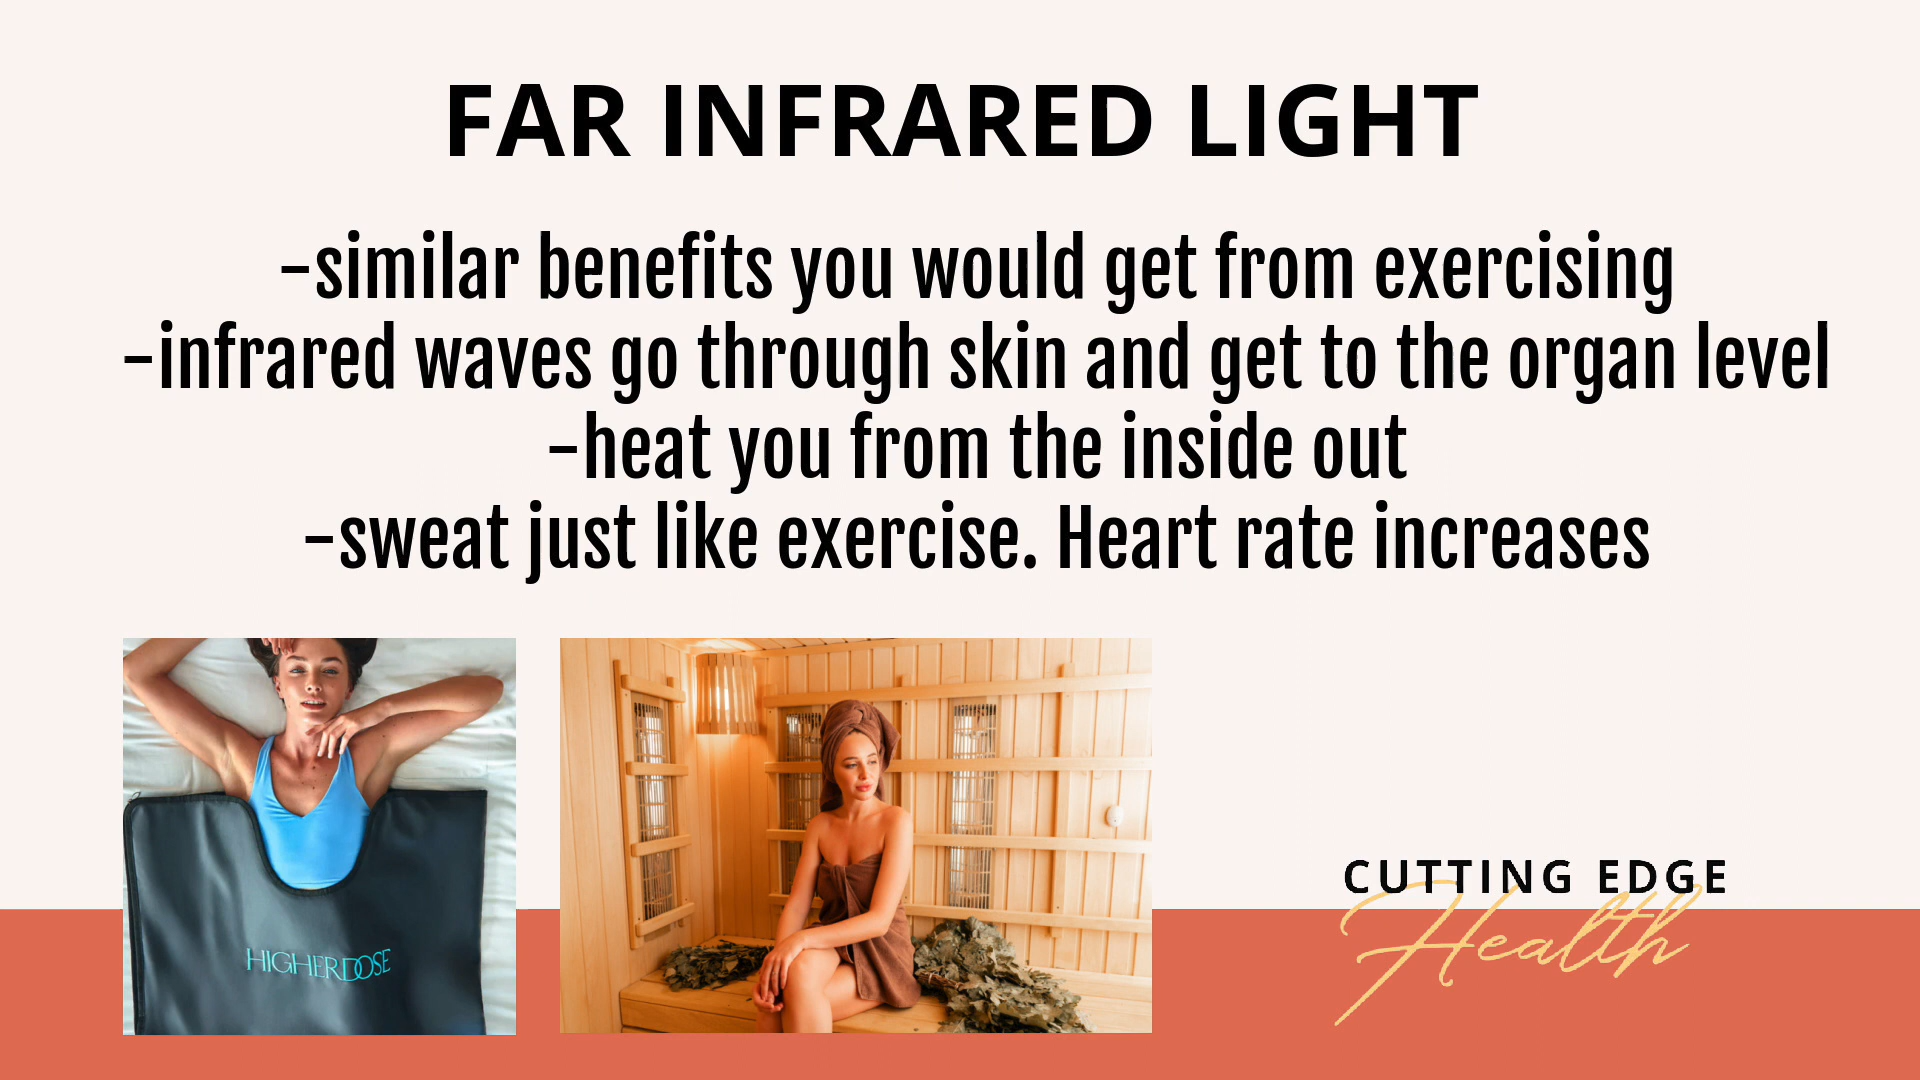 FAR INFRARED LIGHT
-similar benefits you would get from exercising
-infrared waves go through skin and get to the organ level
-heat you from the inside out
-sweat just like exercise. Heart rate increases
HIGHERDOSE
CUTTING EDGE
Health